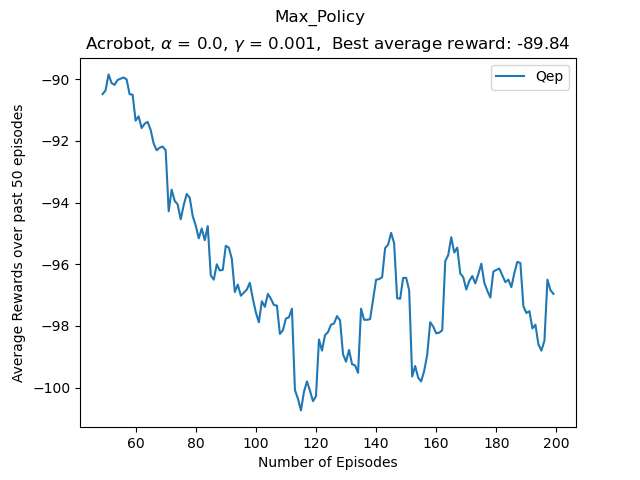 Max_Policy
Acrobot, α = 0.0, γ = 0.001,  Best average reward: -89.84
Qep
−90
−92
−94
−96
−98
−100
Average Rewards over past 50 episodes
60 80 100 120 140 160 180 200
Number of Episodes